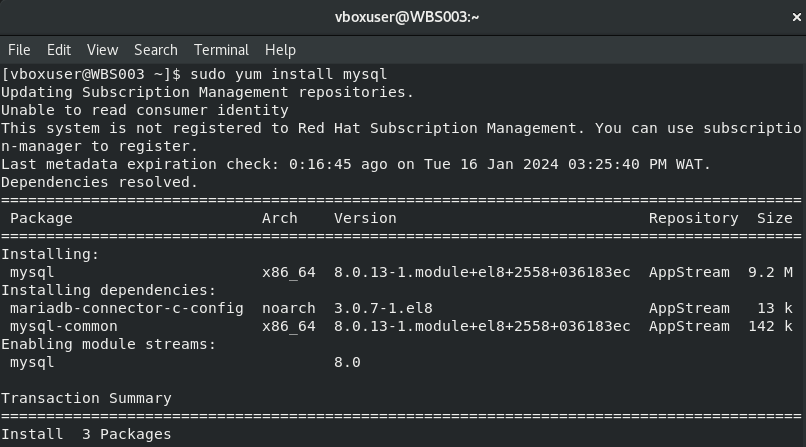 vboxuser@WBS003:~ ×
File Edit View Search Terminal Help
[vboxuser@WBS003 ~]$ sudo yum install mysql
Updating Subscription Management repositories.
Unable to read consumer identity
This system is not registered to Red Hat Subscription Management. You can use subscriptio
n-manager to register.
Last metadata expiration check: 0:16:45 ago on Tue 16 Jan 2024 03:25:40 PM WAT.
Dependencies resolved.
=========================================================================================
 Package                     Arch    Version                            Repository  Size
=========================================================================================
Installing:
 mysql                       x86_64  8.0.13-1.module+el8+2558+036183ec  AppStream  9.2 M
Installing dependencies:
 mariadb-connector-c-config  noarch  3.0.7-1.el8                        AppStream   13 k
 mysql-common                x86_64  8.0.13-1.module+el8+2558+036183ec  AppStream  142 k
Enabling module streams:
 mysql                               8.0

Transaction Summary
=========================================================================================
Install  3 Packages